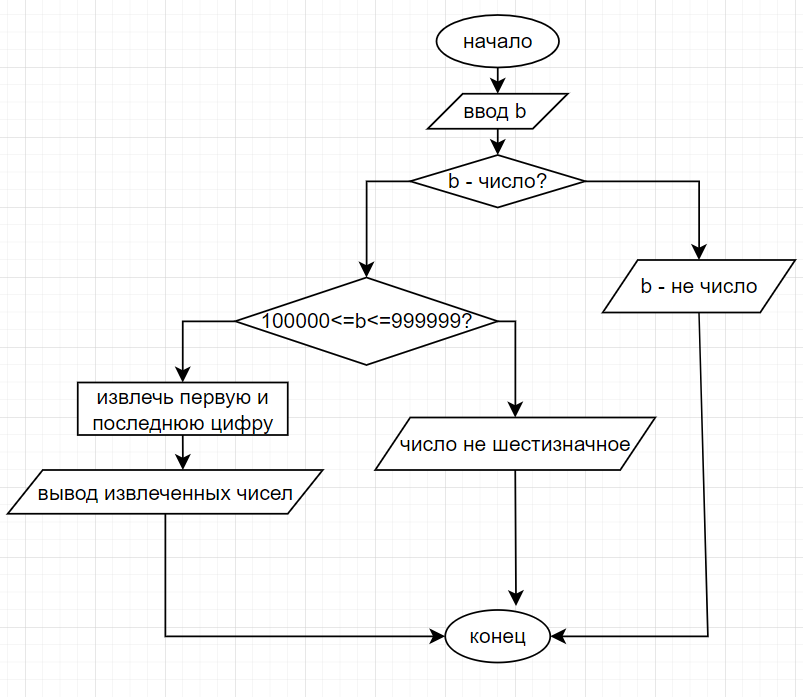 начало
ввод b
b - число?
b - не число
100000<=b<=999999?
извлечь первую и
последнюю цифру
число не шестизначное
вывод извлеченных чисел
конец